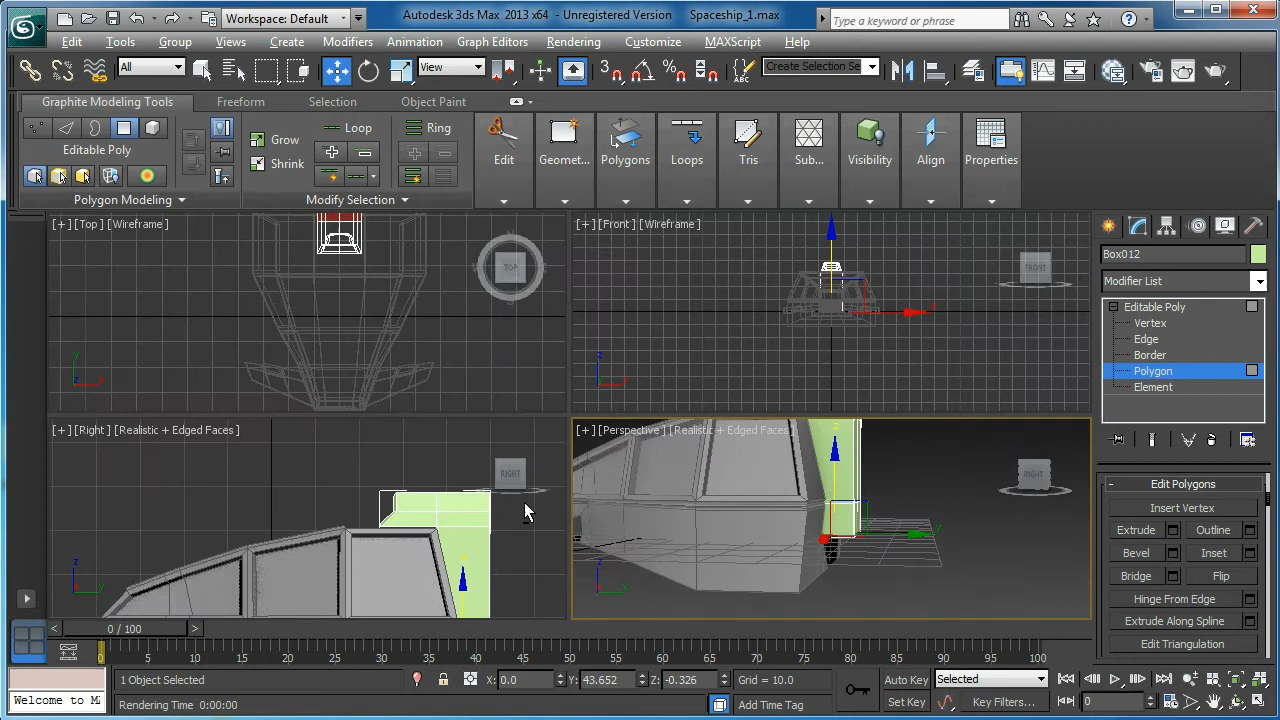 Workspace: Default
Autodesk 3ds Max 2013 x64 - Unregistered Version Spaceship_1.max
Type a keyword or phrase
Edit Tools Group Views Create Modifiers Animation Graph Editors Rendering Customize MAXScript Help
All
View
3
Create Selection Se
Graphite Modeling Tools Freeform Selection Object Paint
Editable Poly
Polygon Modeling
Grow
Shrink
Loop
Ring
Modify Selection
Edit
Geomet...
Polygons
Loops
Tris
Sub...
Visibility
Align
Properties
[+] [Top] [Wireframe]
TOP
[+] [Front] [Wireframe]
FRONT
[+] [Right] [Realistic + Edged Faces]
RIGHT
[+] [Perspective] [Realistic + Edged Faces]
RIGHT
Box012
Modifier List
Editable Poly
Vertex
Edge
Border
Polygon
Element
Edit Polygons
Insert Vertex
Extrude Outline
Bevel Inset
Bridge Flip
Hinge From Edge
Extrude Along Spline
Edit Triangulation
0 / 100
0 5 10 15 20 25 30 35 40 45 50 55 60 65 70 75 80 85 90 95 100
1 Object Selected
X: 0.0 Y: 43.652 Z: -0.326
Grid = 10.0
Auto Key
Selected
Welcome to
Rendering Time 0:00:00
Add Time Tag
Set Key
Key Filters...
0